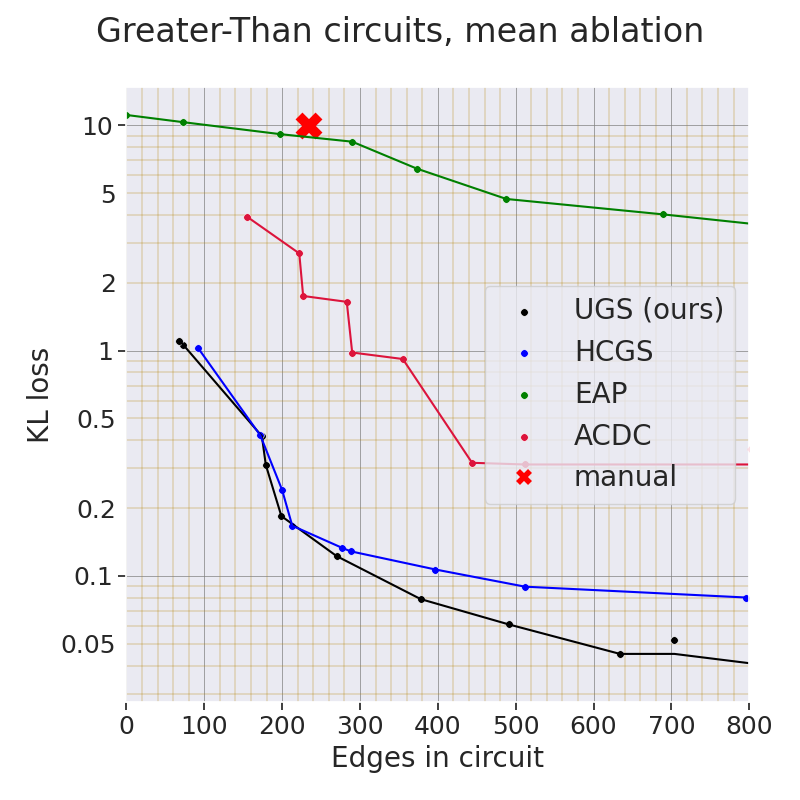 Greater-Than circuits, mean ablation
10
5
2
1
0.5
0.2
0.1
0.05
KL loss
UGS (ours)
HCGS
EAP
ACDC
manual
0 100 200 300 400 500 600 700 800
Edges in circuit